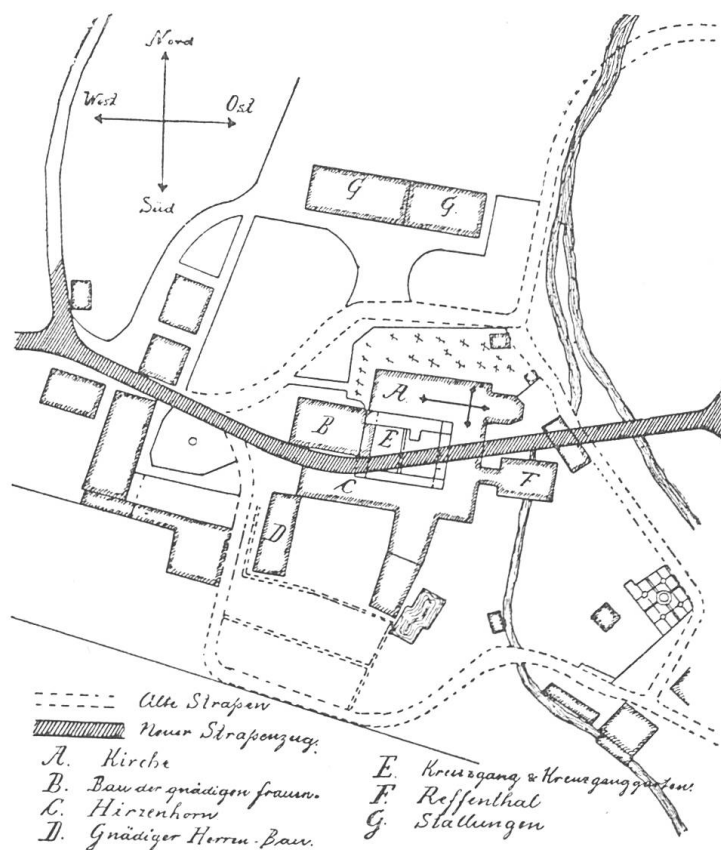 Nord
West Ost
Süd
G G.
A
B E
C F
D
Alte Straßen
Neuer Straßenzug.
A. Kirche
B. Bau der gnädigen frauen.
C. Hirzenhorn
D. Gnädiger Herren-Bau.
E. Kreuzgang & Kreuzganggarten.
F. Reffenthal
G. Stallungen